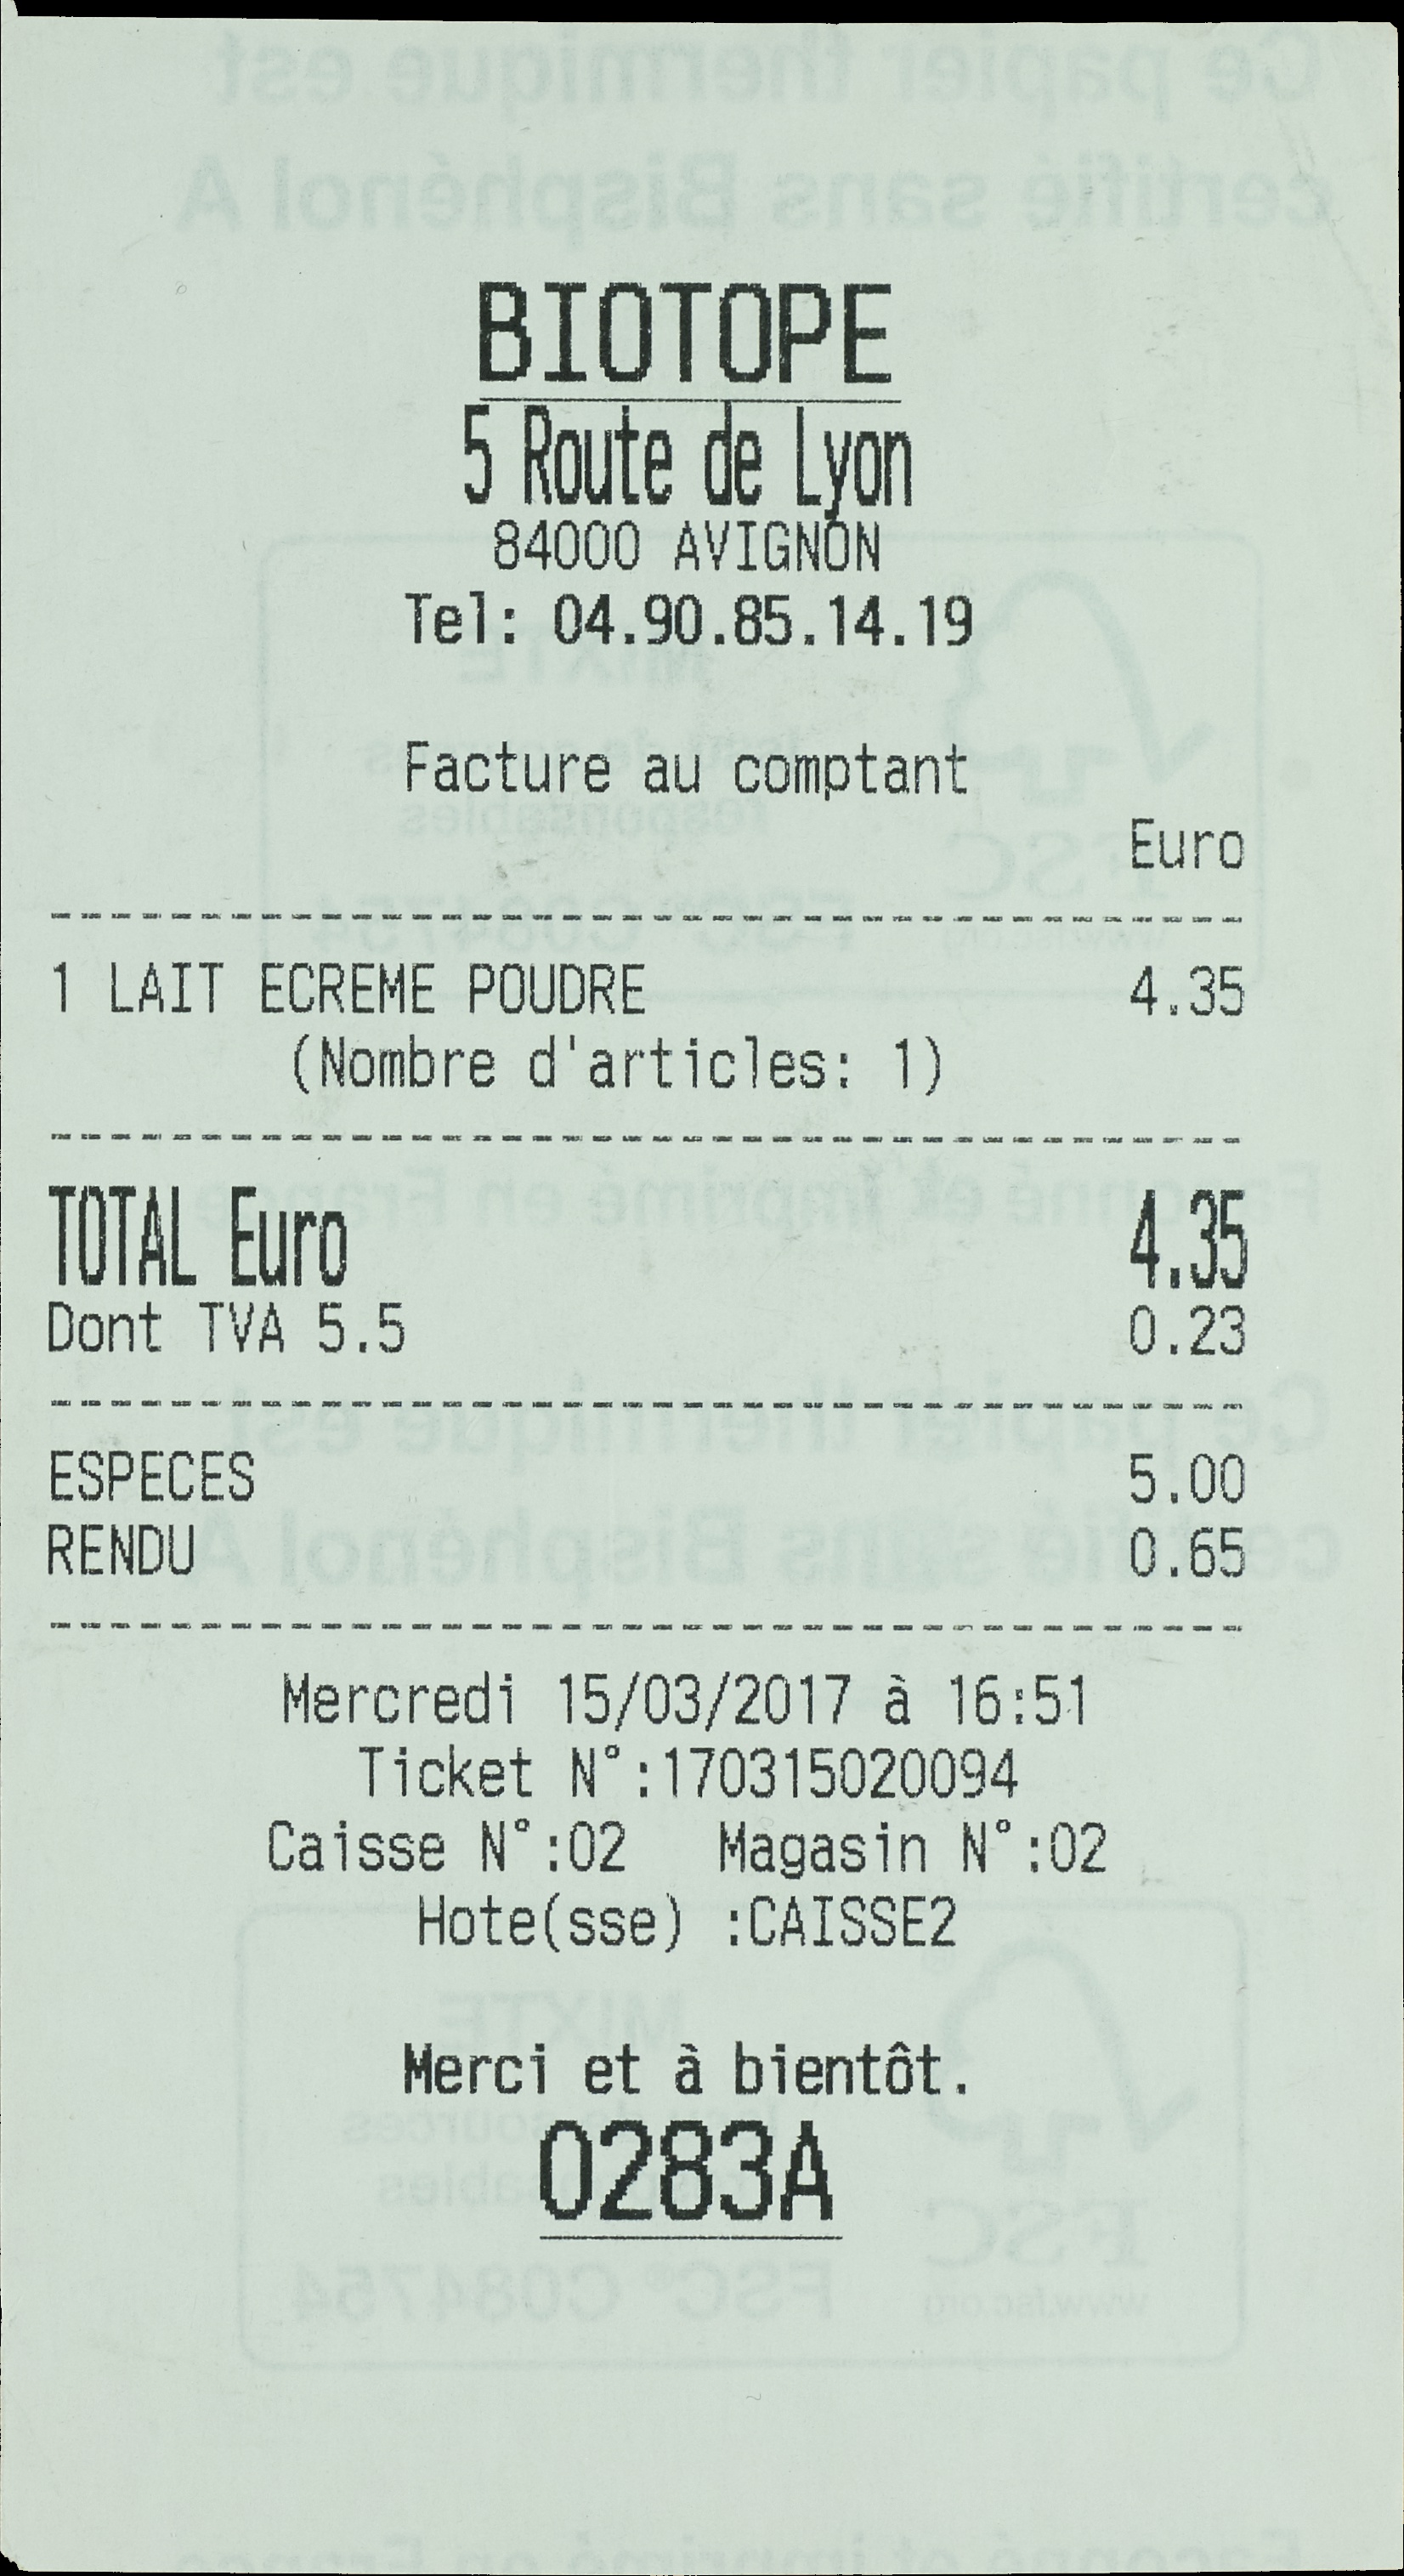 BIOTOPE
5 Route de Lyon
84000 AVIGNON
Tel: 04.90.85.14.19
Facture au comptant
Euro
1 LAIT ECREME POUDRE 4.35
(Nombre d'articles: 1)
TOTAL Euro 4.35
Dont TVA 5.5 0.23
ESPECES 5.00
RENDU 0.65
Mercredi 15/03/2017 à 16:51
Ticket N°:170315020094
Caisse N°:02 Magasin N°:02
Hote(sse) :CAISSE2
Merci et à bientôt.
0283A